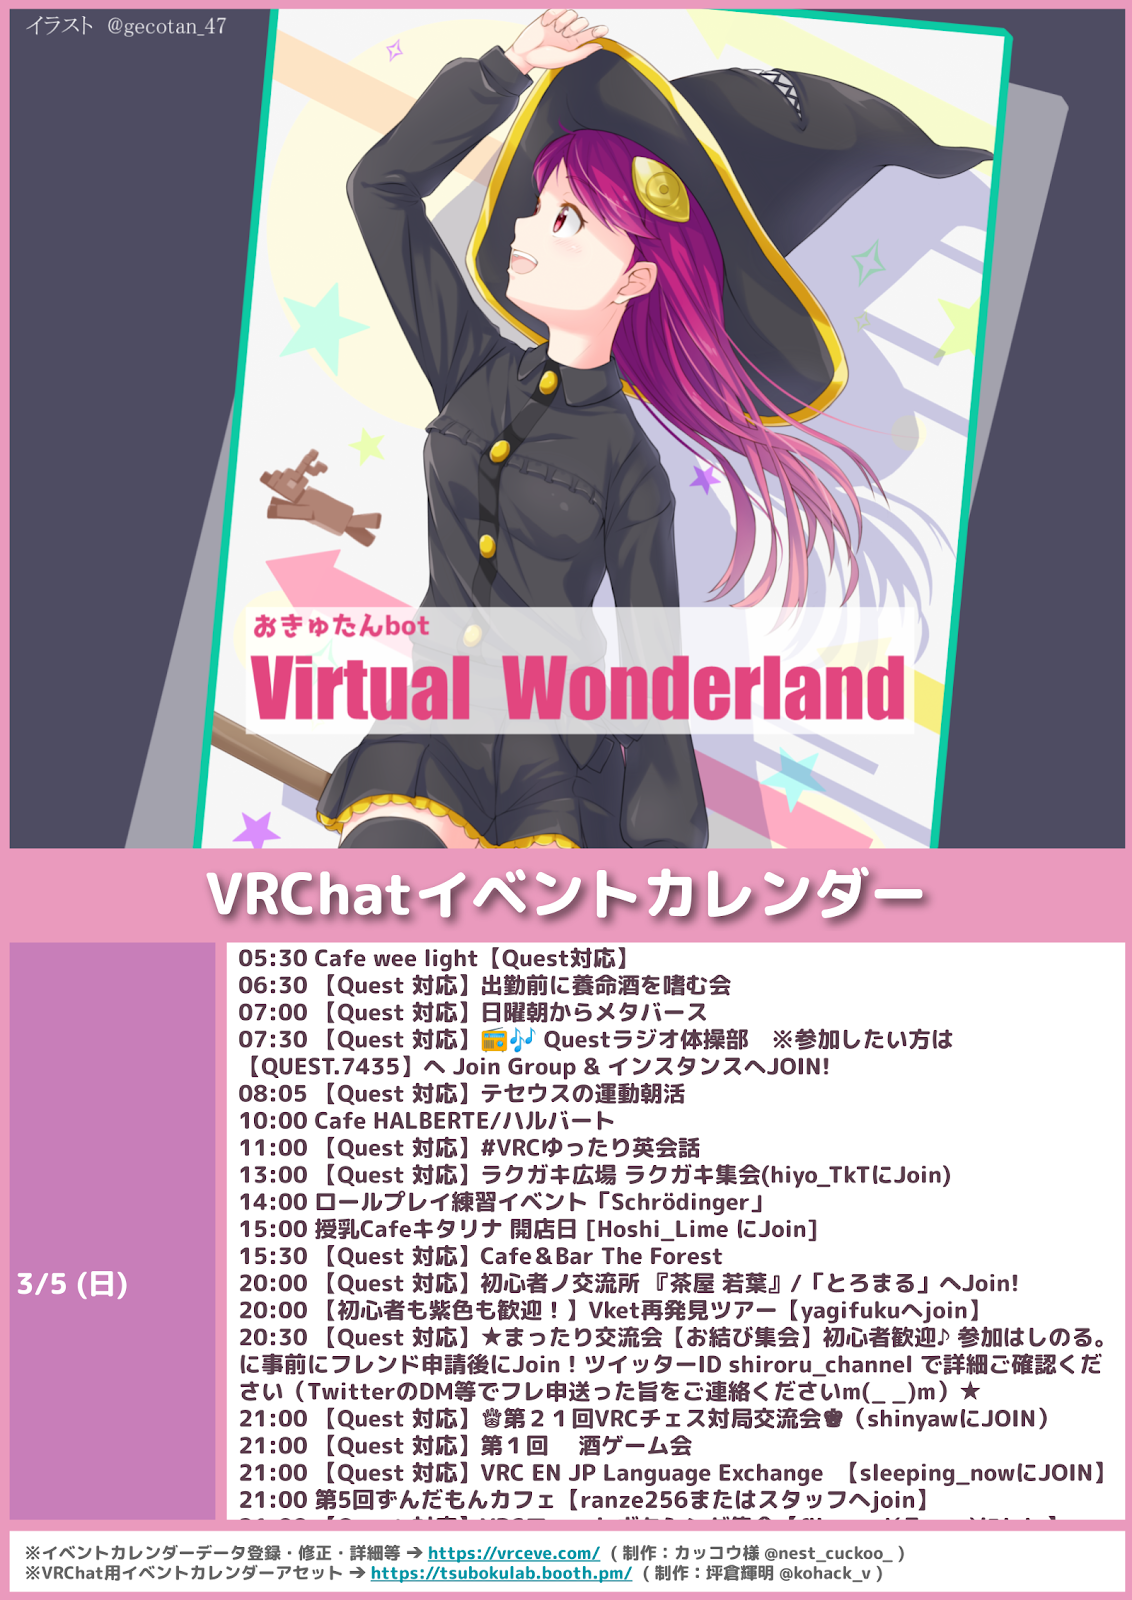 イラスト @gecotan_47
おきゅたんbot
Virtual Wonderland
VRChatイベントカレンダー
3/5 (日)
05:30 Cafe wee light【Quest対応】
06:30 【Quest 対応】出勤前に養命酒を嗜む会
07:00 【Quest 対応】日曜朝からメタバース
07:30 【Quest 対応】📻🎶 Questラジオ体操部　※参加したい方は
【QUEST.7435】へ Join Group & インスタンスへJOIN!
08:05 【Quest 対応】テセウスの運動朝活
10:00 Cafe HALBERTE/ハルバート
11:00 【Quest 対応】#VRCゆったり英会話
13:00 【Quest 対応】ラクガキ広場 ラクガキ集会(hiyo_TkTにJoin)
14:00 ロールプレイ練習イベント「Schrödinger」
15:00 授乳Cafeキタリナ 開店日 [Hoshi_Lime にJoin]
15:30 【Quest 対応】Cafe＆Bar The Forest
20:00 【Quest 対応】初心者ノ交流所 『茶屋 若葉』/「とろまる」へJoin!
20:00 【初心者も紫色も歓迎！】Vket再発見ツアー【yagifukuへjoin】
20:30 【Quest 対応】★まったり交流会【お結び集会】初心者歓迎♪ 参加はしのる。
に事前にフレンド申請後にJoin！ツイッターID shiroru_channel で詳細ご確認くだ
さい（TwitterのDM等でフレ申送った旨をご連絡くださいm(_ _)m）★
21:00 【Quest 対応】♕第２１回VRCチェス対局交流会♚（shinyawにJOIN）
21:00 【Quest 対応】第１回　酒ゲーム会
21:00 【Quest 対応】VRC EN JP Language Exchange 【sleeping_nowにJOIN】
21:00 第5回ずんだもんカフェ【ranze256またはスタッフへjoin】
※イベントカレンダーデータ登録・修正・詳細等 ➔ https://vrceve.com/ ( 制作：カッコウ様 @nest_cuckoo_ )
※VRChat用イベントカレンダーアセット ➔ https://tsubokulab.booth.pm/ ( 制作：坪倉輝明 @kohack_v )